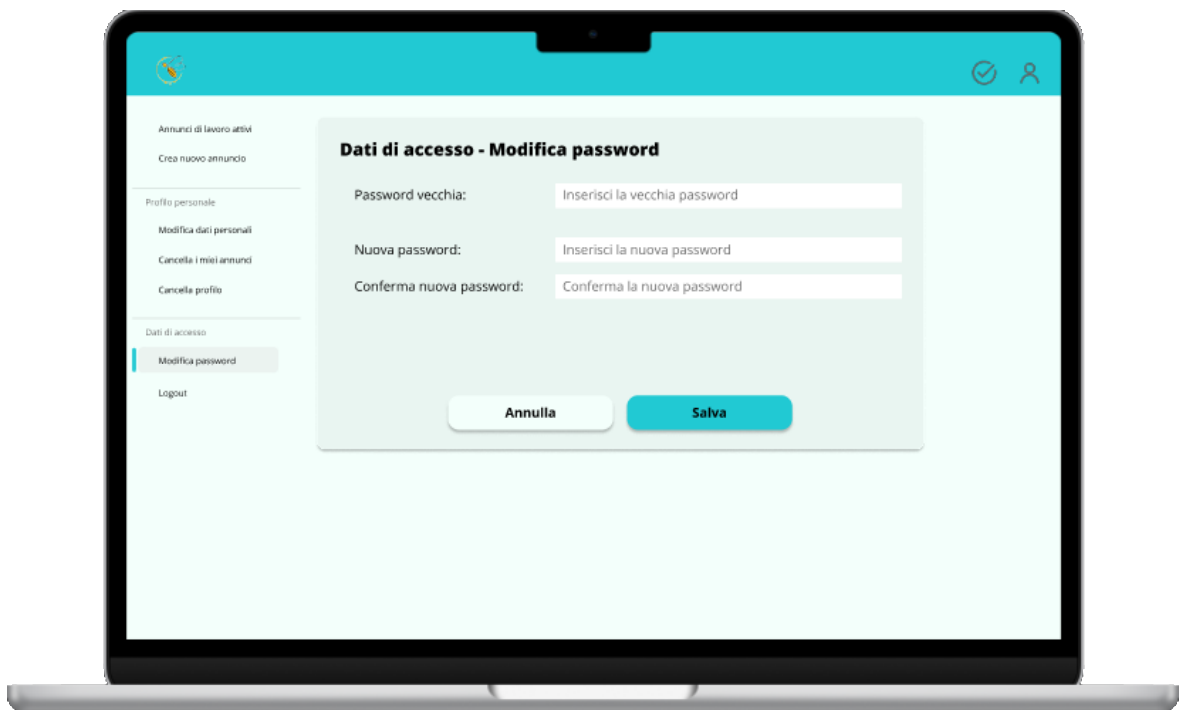 Annunci di lavoro attivi
Crea nuovo annuncio
Profilo personale
Modifica dati personali
Cancella i miei annunci
Cancella profilo
Dati di accesso
Modifica password
Logout
Dati di accesso - Modifica password
Password vecchia: Inserisci la vecchia password
Nuova password: Inserisci la nuova password
Conferma nuova password: Conferma la nuova password
Annulla Salva